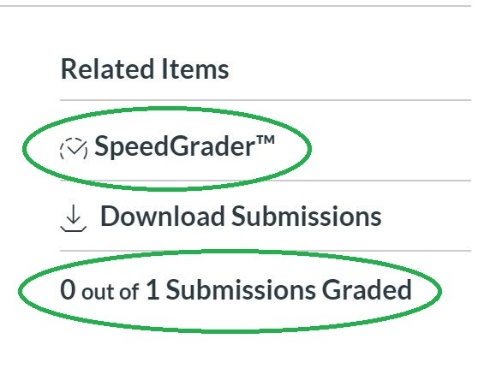 Related Items
SpeedGrader™
Download Submissions
0 out of 1 Submissions Graded